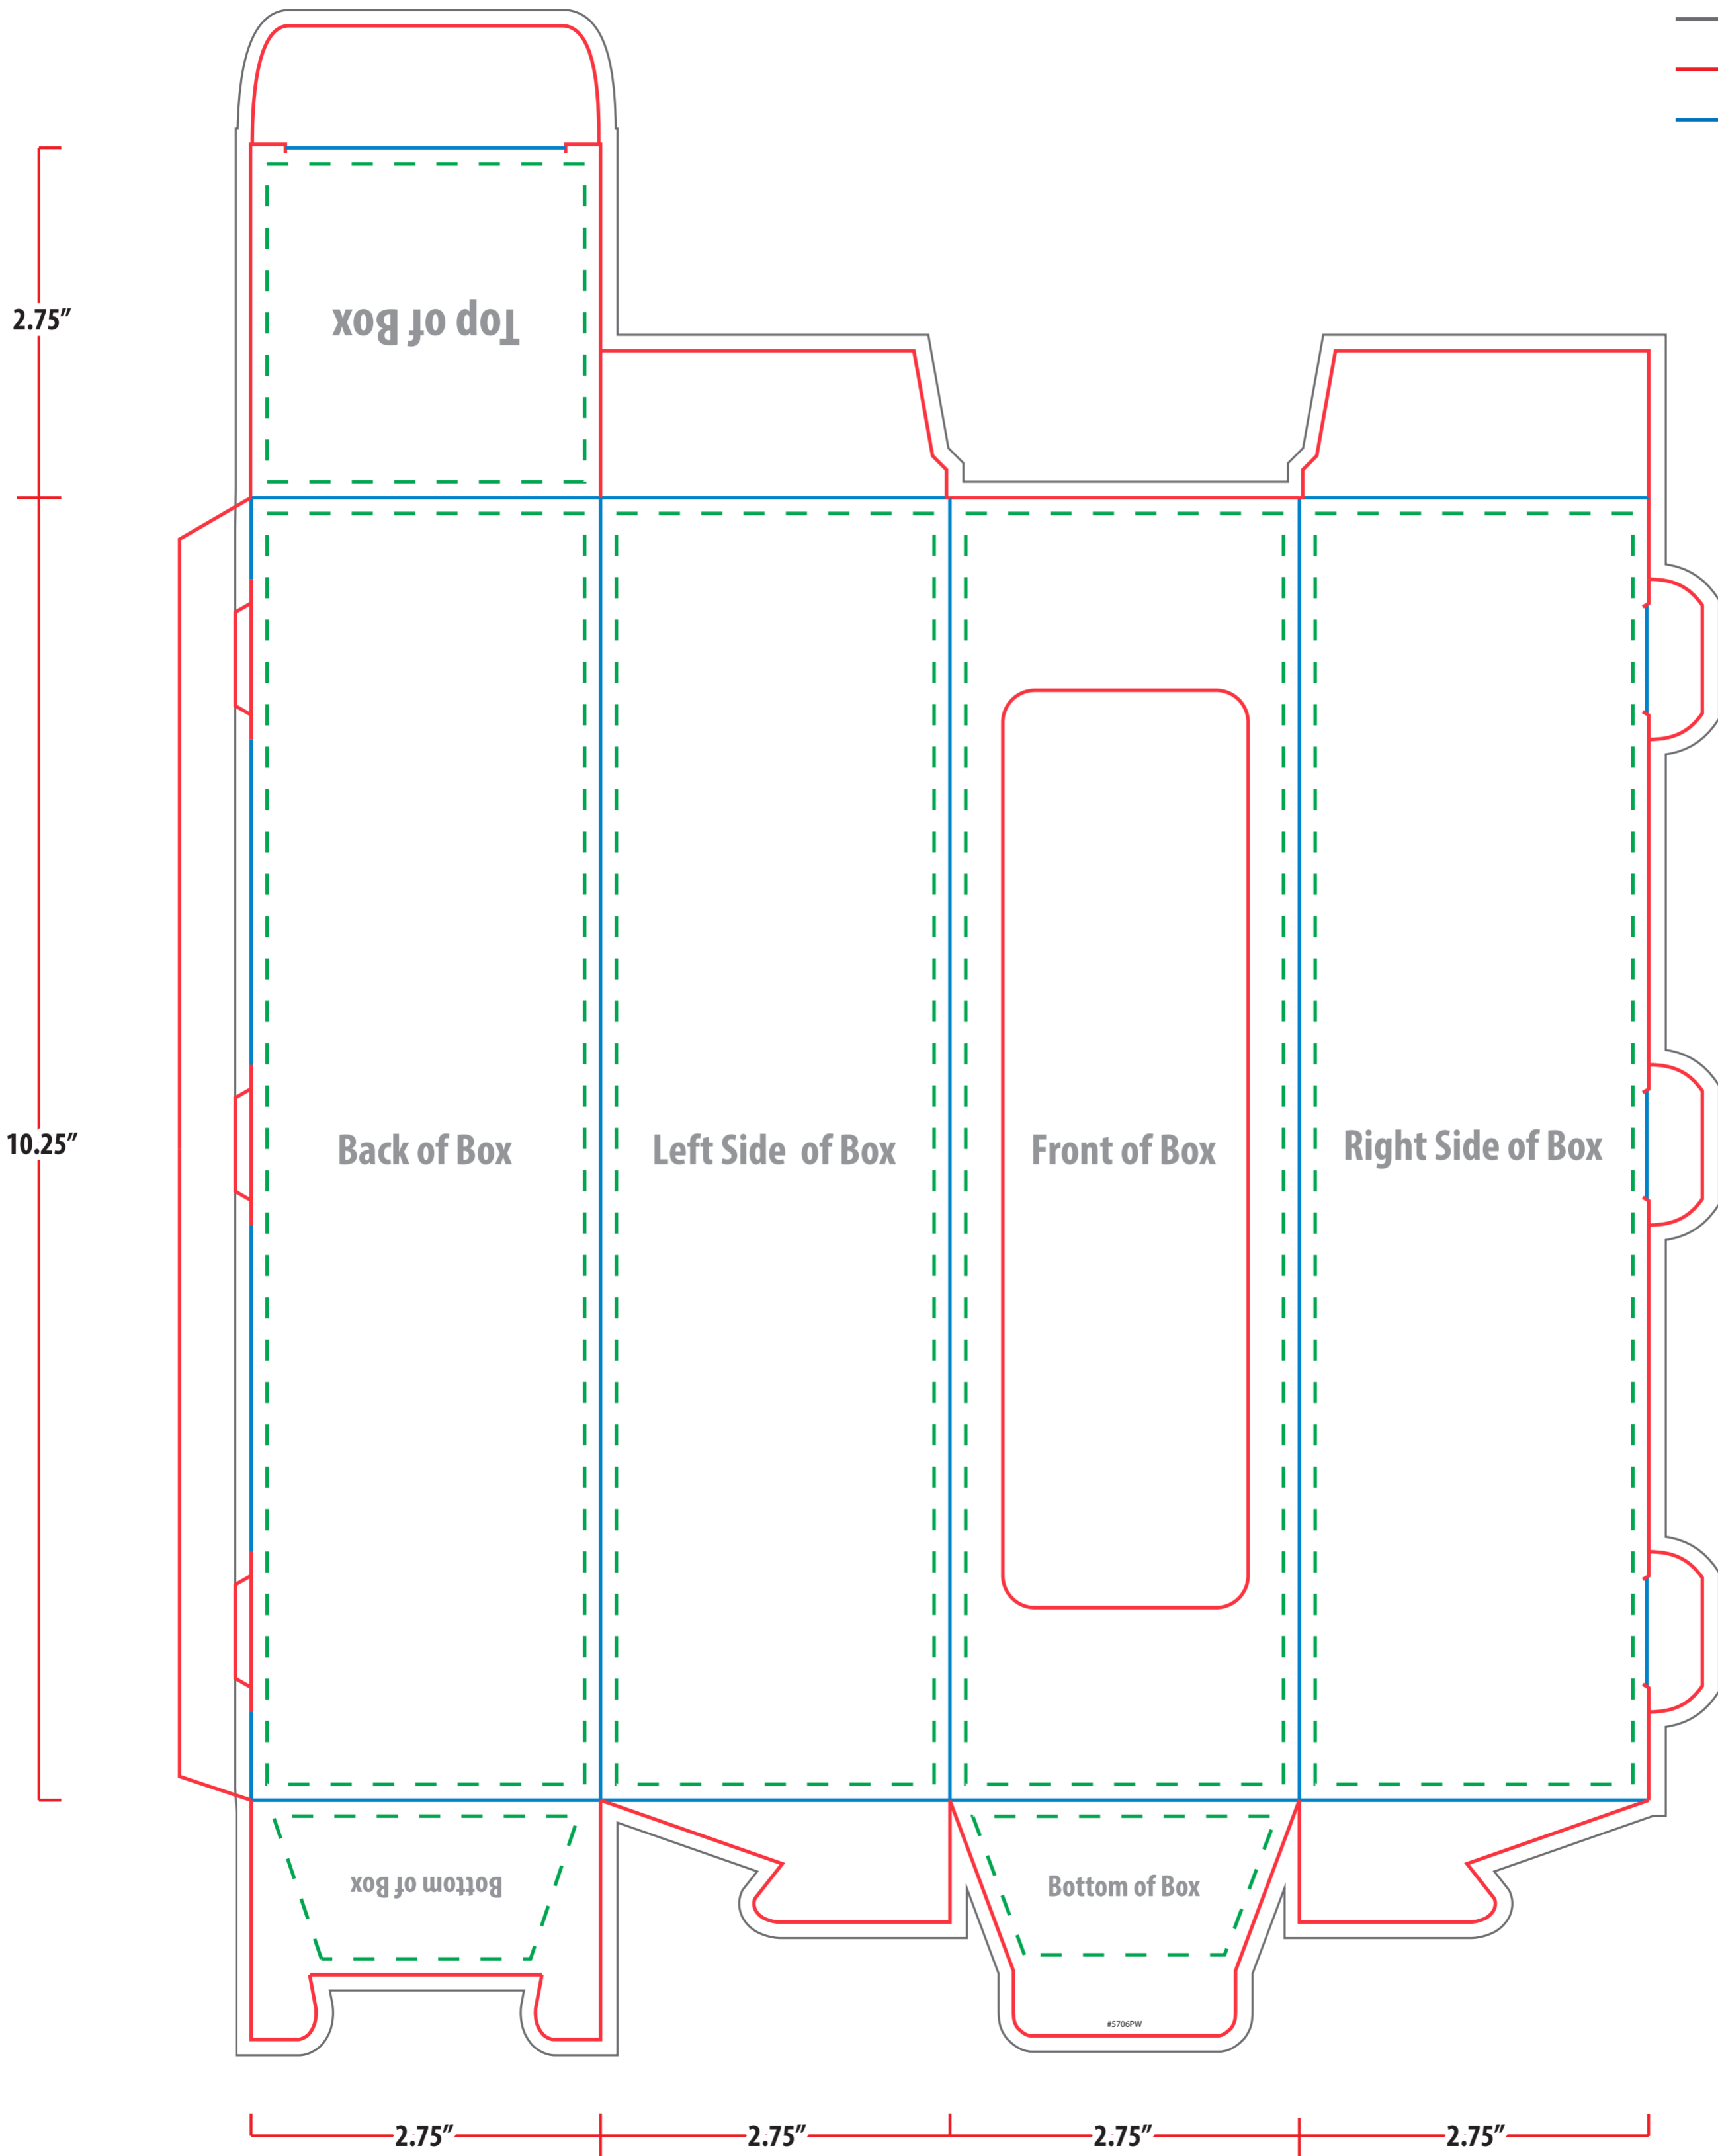 2.75”
Top of Box
10.25”
Back of Box
Left Side  of Box
Front of Box
Right Side of Box
Bottom of Box
Bottom of Box
#5706PW
2.75”
2.75”
2.75”
2.75”